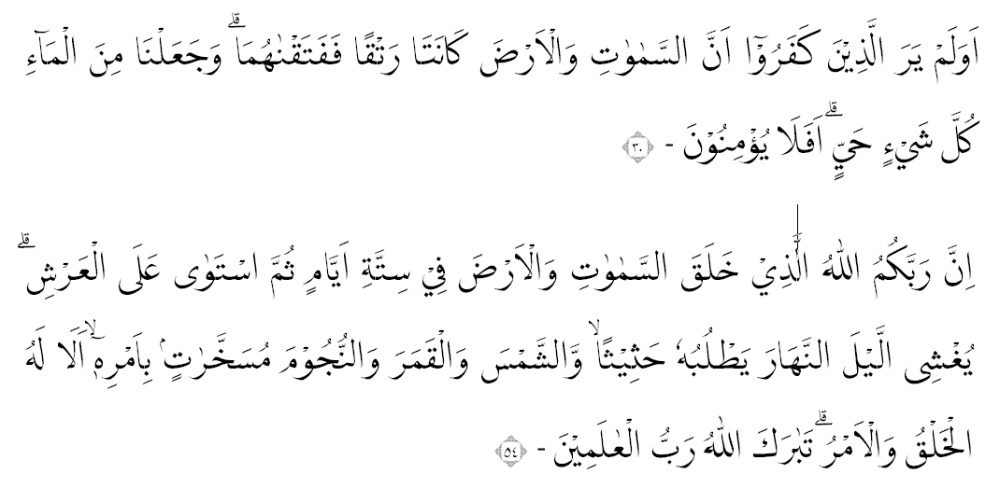 اَوَلَمْ يَرَ الَّذِيْنَ كَفَرُوْٓا اَنَّ السَّمٰوٰتِ وَالْاَرْضَ كَانَتَا رَتْقًا فَفَتَقْنٰهُمَاۗ وَجَعَلْنَا مِنَ الْمَاۤءِ
كُلَّ شَيْءٍ حَيٍّۗ اَفَلَا يُؤْمِنُوْنَ - ٣٠
اِنَّ رَبَّكُمُ اللّٰهُ الَّذِيْ خَلَقَ السَّمٰوٰتِ وَالْاَرْضَ فِيْ سِتَّةِ اَيَّامٍ ثُمَّ اسْتَوٰى عَلَى الْعَرْشِۗ
يُغْشِى الَّيْلَ النَّهَارَ يَطْلُبُهٗ حَثِيْثًاۙ وَّالشَّمْسَ وَالْقَمَرَ وَالنُّجُوْمَ مُسَخَّرٰتٍۢ بِاَمْرِهٖٓۙ اَلَا لَهُ
الْخَلْقُ وَالْاَمْرُۗ تَبٰرَكَ اللّٰهُ رَبُّ الْعٰلَمِيْنَ - ٥٤